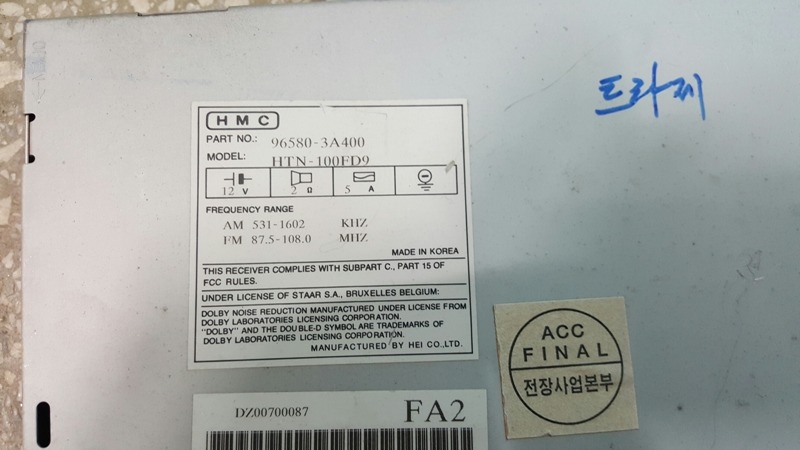 트라제
HMC
PART NO.: 96580-3A400
MODEL: HTN-100FD9
12 V 2 Ω 5 A
FREQUENCY RANGE
AM 531-1602 KHZ
FM 87.5-108.0 MHZ
MADE IN KOREA
THIS RECEIVER COMPLIES WITH SUBPART C., PART 15 OF
FCC RULES.
UNDER LICENSE OF STAAR S.A., BRUXELLES BELGIUM:
DOLBY NOISE REDUCTION MANUFACTURED UNDER LICENSE FROM
DOLBY LABORATORIES LICENSING CORPORATION.
"DOLBY" AND THE DOUBLE-D SYMBOL ARE TRADEMARKS OF
DOLBY LABORATORIES LICENSING CORPORATION.
MANUFACTURED BY HEI CO.,LTD.
ACC
FINAL
전장사업본부
DZ00700087 FA2